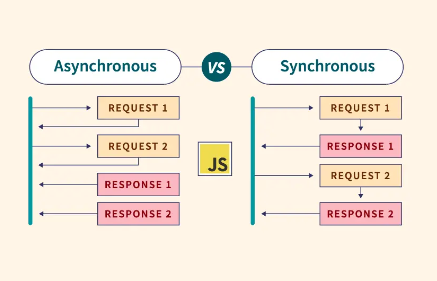 Asynchronous
VS
Synchronous
REQUEST 1
REQUEST 2
RESPONSE 1
RESPONSE 2
JS
REQUEST 1
RESPONSE 1
REQUEST 2
RESPONSE 2